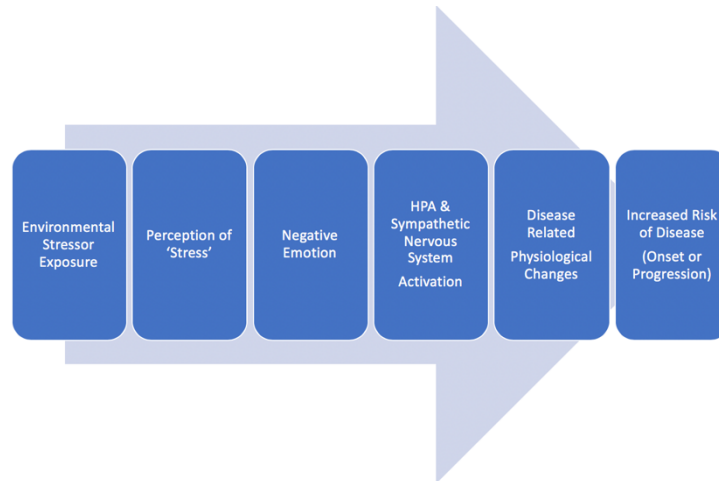 Environmental
Stressor
Exposure
Perception of
‘Stress’
Negative
Emotion
HPA &
Sympathetic
Nervous
System
Activation
Disease
Related
Physiological
Changes
Increased Risk
of Disease
(Onset or
Progression)